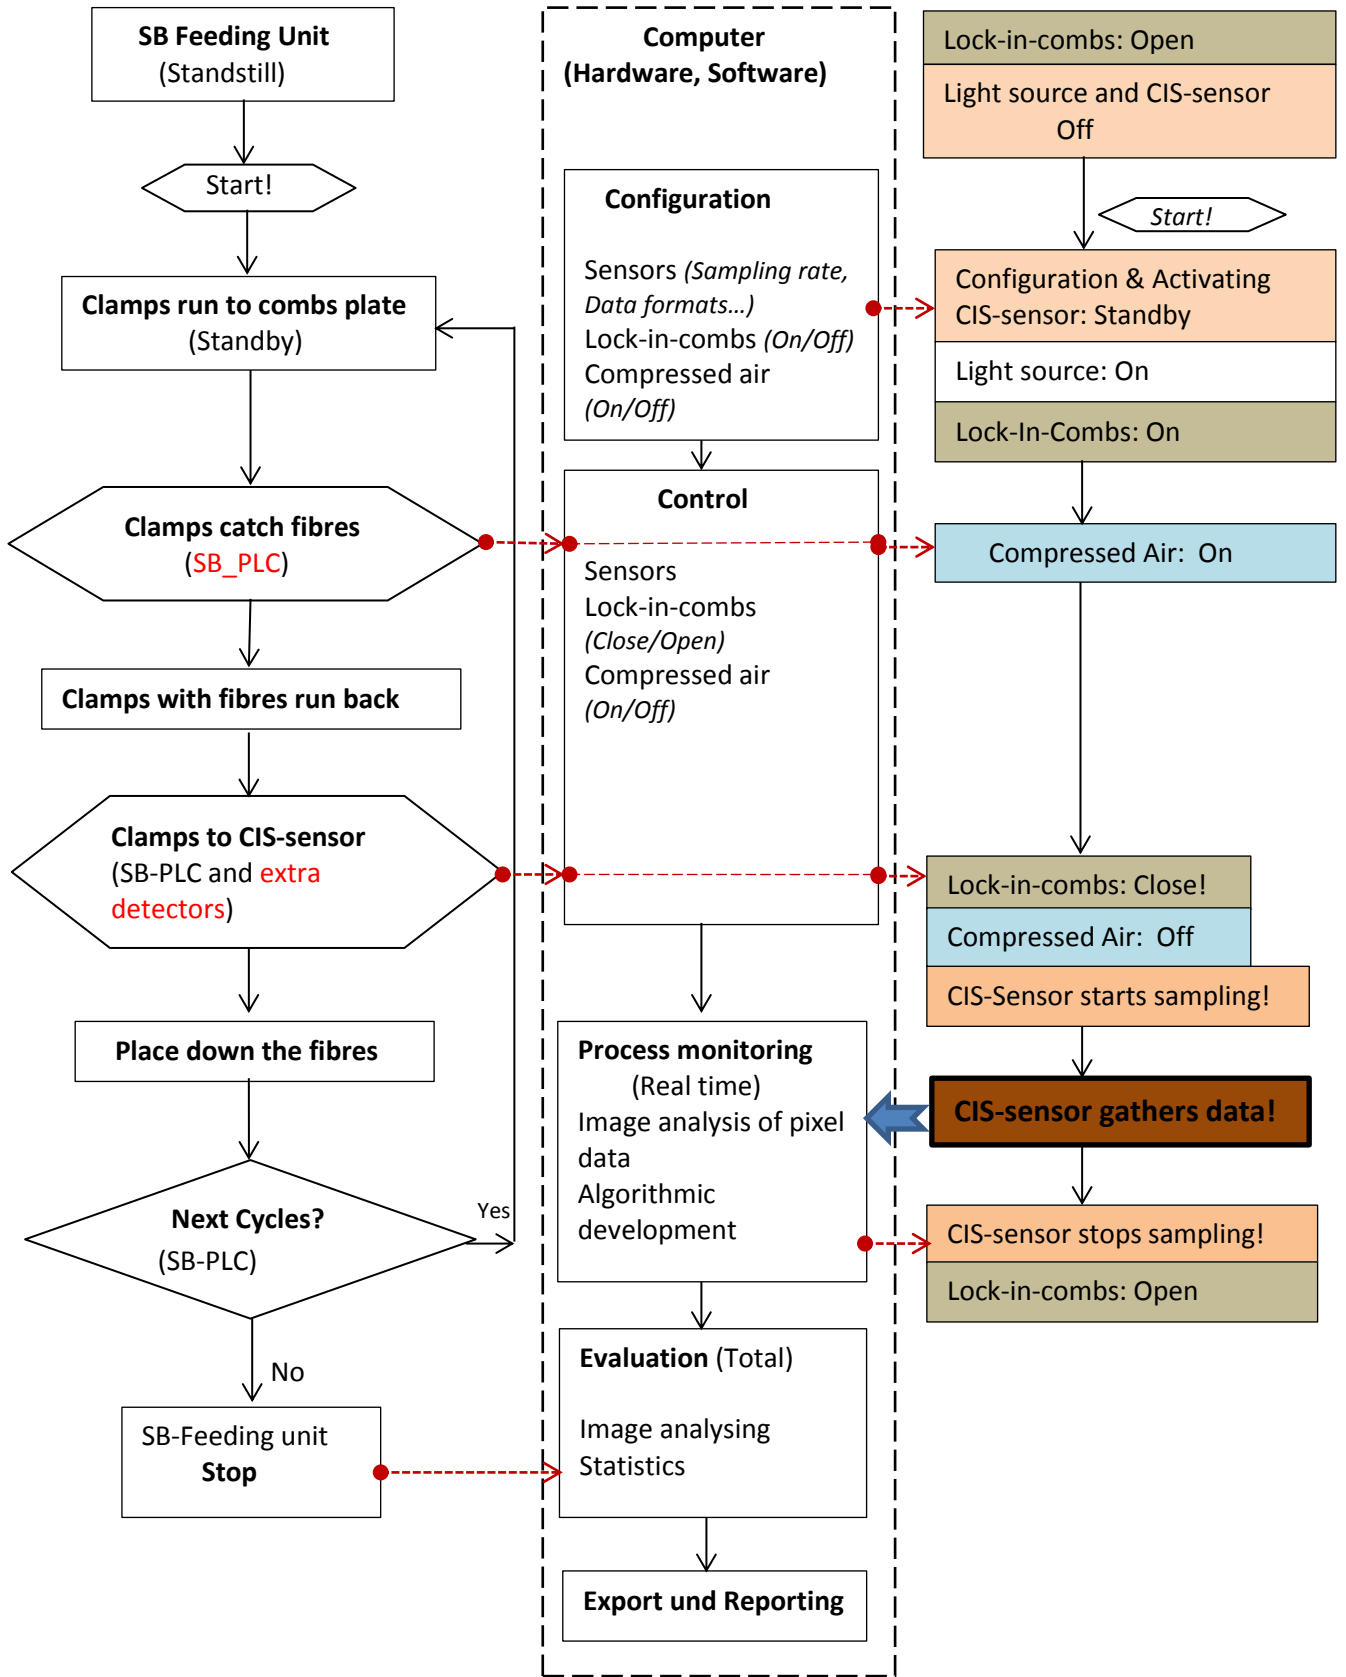 SB Feeding Unit
(Standstill)
Start!
Clamps run to combs plate
(Standby)
Clamps catch fibres
(SB_PLC)
Clamps with fibres run back
Clamps to CIS-sensor
(SB-PLC and extra
detectors)
Place down the fibres
Next Cycles?
(SB-PLC)
Yes
No
SB-Feeding unit
Stop
Computer
(Hardware, Software)
Configuration
Sensors (Sampling rate,
Data formats...)
Lock-in-combs (On/Off)
Compressed air
(On/Off)
Control
Sensors
Lock-in-combs
(Close/Open)
Compressed air
(On/Off)
Process monitoring
(Real time)
Image analysis of pixel
data
Algorithmic
development
Evaluation (Total)
Image analysing
Statistics
Export und Reporting
Lock-in-combs: Open
Light source and CIS-sensor
Off
Start!
Configuration & Activating
CIS-sensor: Standby
Light source: On
Lock-In-Combs: On
Compressed Air: On
Lock-in-combs: Close!
Compressed Air: Off
CIS-Sensor starts sampling!
CIS-sensor gathers data!
CIS-sensor stops sampling!
Lock-in-combs: Open